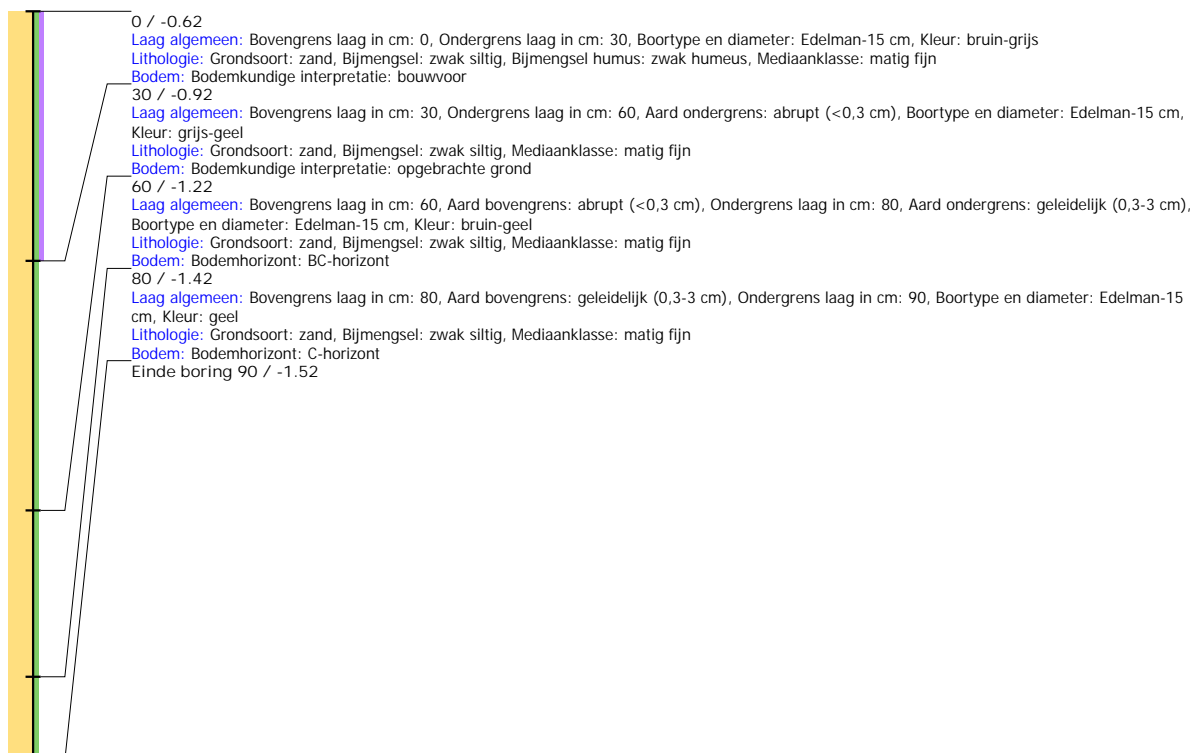 0 / -0.62
Laag algemeen: Bovengrens laag in cm: 0, Ondergrens laag in cm: 30, Boortype en diameter: Edelman-15 cm, Kleur: bruin-grijs
Lithologie: Grondsoort: zand, Bijmengsel: zwak siltig, Bijmengsel humus: zwak humeus, Mediaanklasse: matig fijn
Bodem: Bodemkundige interpretatie: bouwvoor
30 / -0.92
Laag algemeen: Bovengrens laag in cm: 30, Ondergrens laag in cm: 60, Aard ondergrens: abrupt (<0,3 cm), Boortype en diameter: Edelman-15 cm,
Kleur: grijs-geel
Lithologie: Grondsoort: zand, Bijmengsel: zwak siltig, Mediaanklasse: matig fijn
Bodem: Bodemkundige interpretatie: opgebrachte grond
60 / -1.22
Laag algemeen: Bovengrens laag in cm: 60, Aard bovengrens: abrupt (<0,3 cm), Ondergrens laag in cm: 80, Aard ondergrens: geleidelijk (0,3-3 cm),
Boortype en diameter: Edelman-15 cm, Kleur: bruin-geel
Lithologie: Grondsoort: zand, Bijmengsel: zwak siltig, Mediaanklasse: matig fijn
Bodem: Bodemhorizont: BC-horizont
80 / -1.42
Laag algemeen: Bovengrens laag in cm: 80, Aard bovengrens: geleidelijk (0,3-3 cm), Ondergrens laag in cm: 90, Boortype en diameter: Edelman-15
cm, Kleur: geel
Lithologie: Grondsoort: zand, Bijmengsel: zwak siltig, Mediaanklasse: matig fijn
Bodem: Bodemhorizont: C-horizont
Einde boring 90 / -1.52